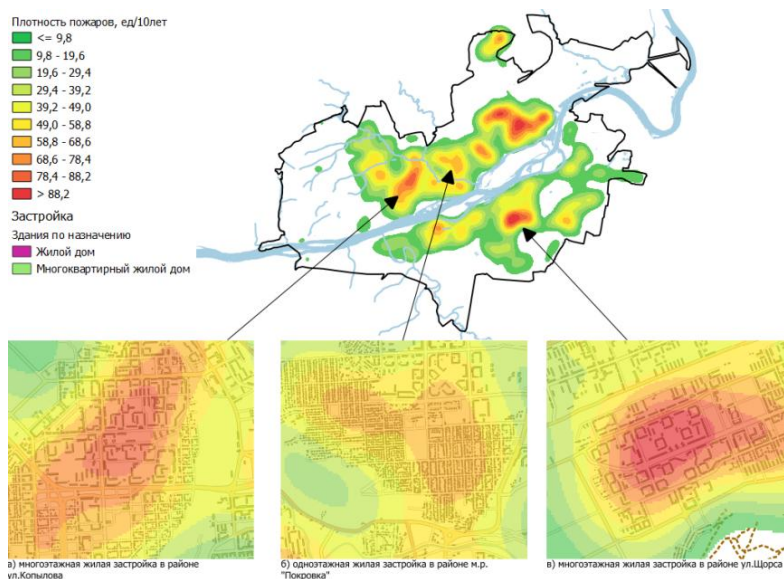 Плотность пожаров, ед/10лет
<= 9,8
9,8 - 19,6
19,6 - 29,4
29,4 - 39,2
39,2 - 49,0
49,0 - 58,8
58,8 - 68,6
68,6 - 78,4
78,4 - 88,2
> 88,2
Застройка
Здания по назначению
Жилой дом
Многоквартирный жилой дом
а) многоэтажная жилая застройка в районе
ул.Копылова
б) одноэтажная жилая застройка в районе м.р.
"Покровка"
в) многоэтажная жилая застройка в районе ул.Щорса